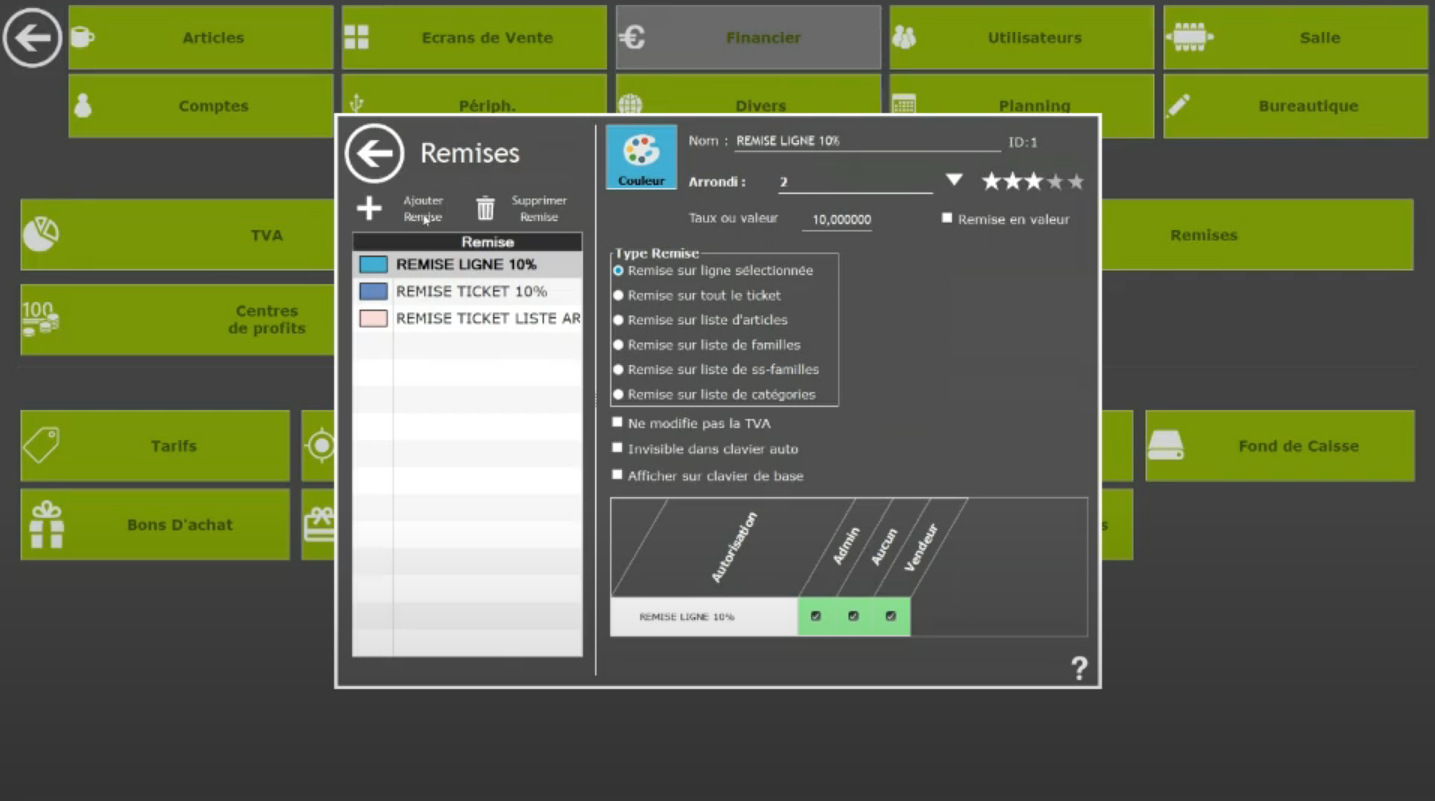 Articles
Ecrans de Vente
Financier
Utilisateurs
Salle
Comptes
Périph.
Divers
Planning
Bureautique
TVA
Remises
100
Centres
de profits
Tarifs
Fond de Caisse
Bons D'achat
s
Remises
Ajouter
Remise
Supprimer
Remise
Remise
REMISE LIGNE 10%
REMISE TICKET 10%
REMISE TICKET LISTE AR
Couleur
Nom : REMISE LIGNE 10% ID:1
Arrondi : 2
Taux ou valeur 10,000000 Remise en valeur
Type Remise
Remise sur ligne sélectionnée
Remise sur tout le ticket
Remise sur liste d'articles
Remise sur liste de familles
Remise sur liste de ss-familles
Remise sur liste de catégories
Ne modifie pas la TVA
Invisible dans clavier auto
Afficher sur clavier de base
Autorisation
Admin
Aucun
Vendeur
REMISE LIGNE 10%
?